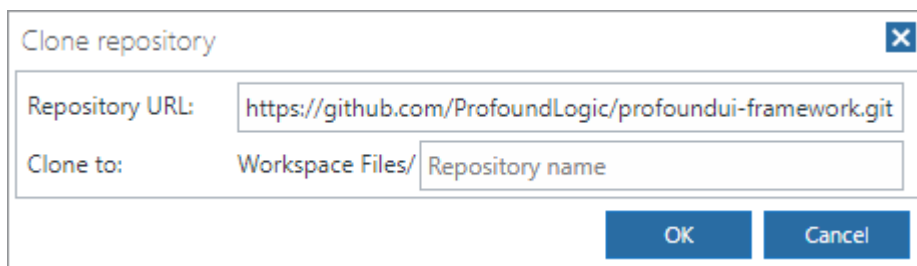 Clone repository
Repository URL: https://github.com/ProfoundLogic/profoundui-framework.git
Clone to: Workspace Files/ Repository name
OK Cancel